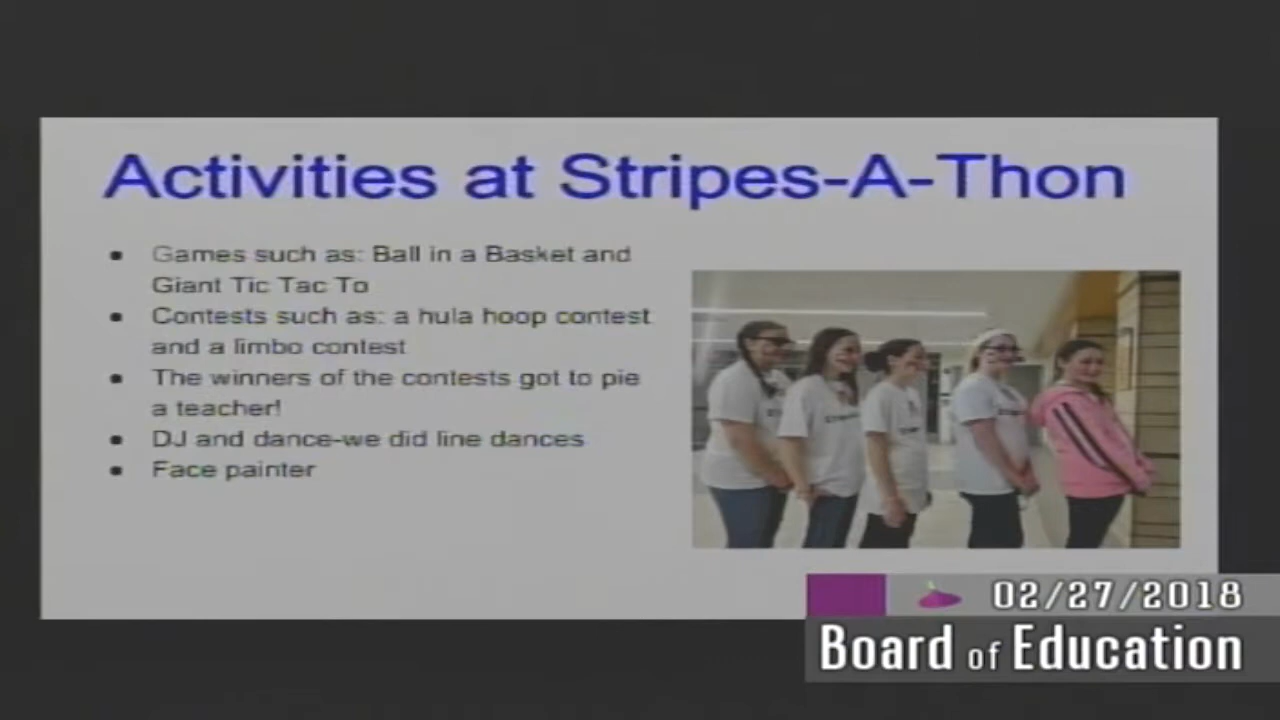 Activities at Stripes-A-Thon
• Games such as: Ball in a Basket and
Giant Tic Tac To
• Contests such as: a hula hoop contest
and a limbo contest
• The winners of the contests got to pie
a teacher!
• DJ and dance-we did line dances
• Face painter
02/27/2018
Board of Education